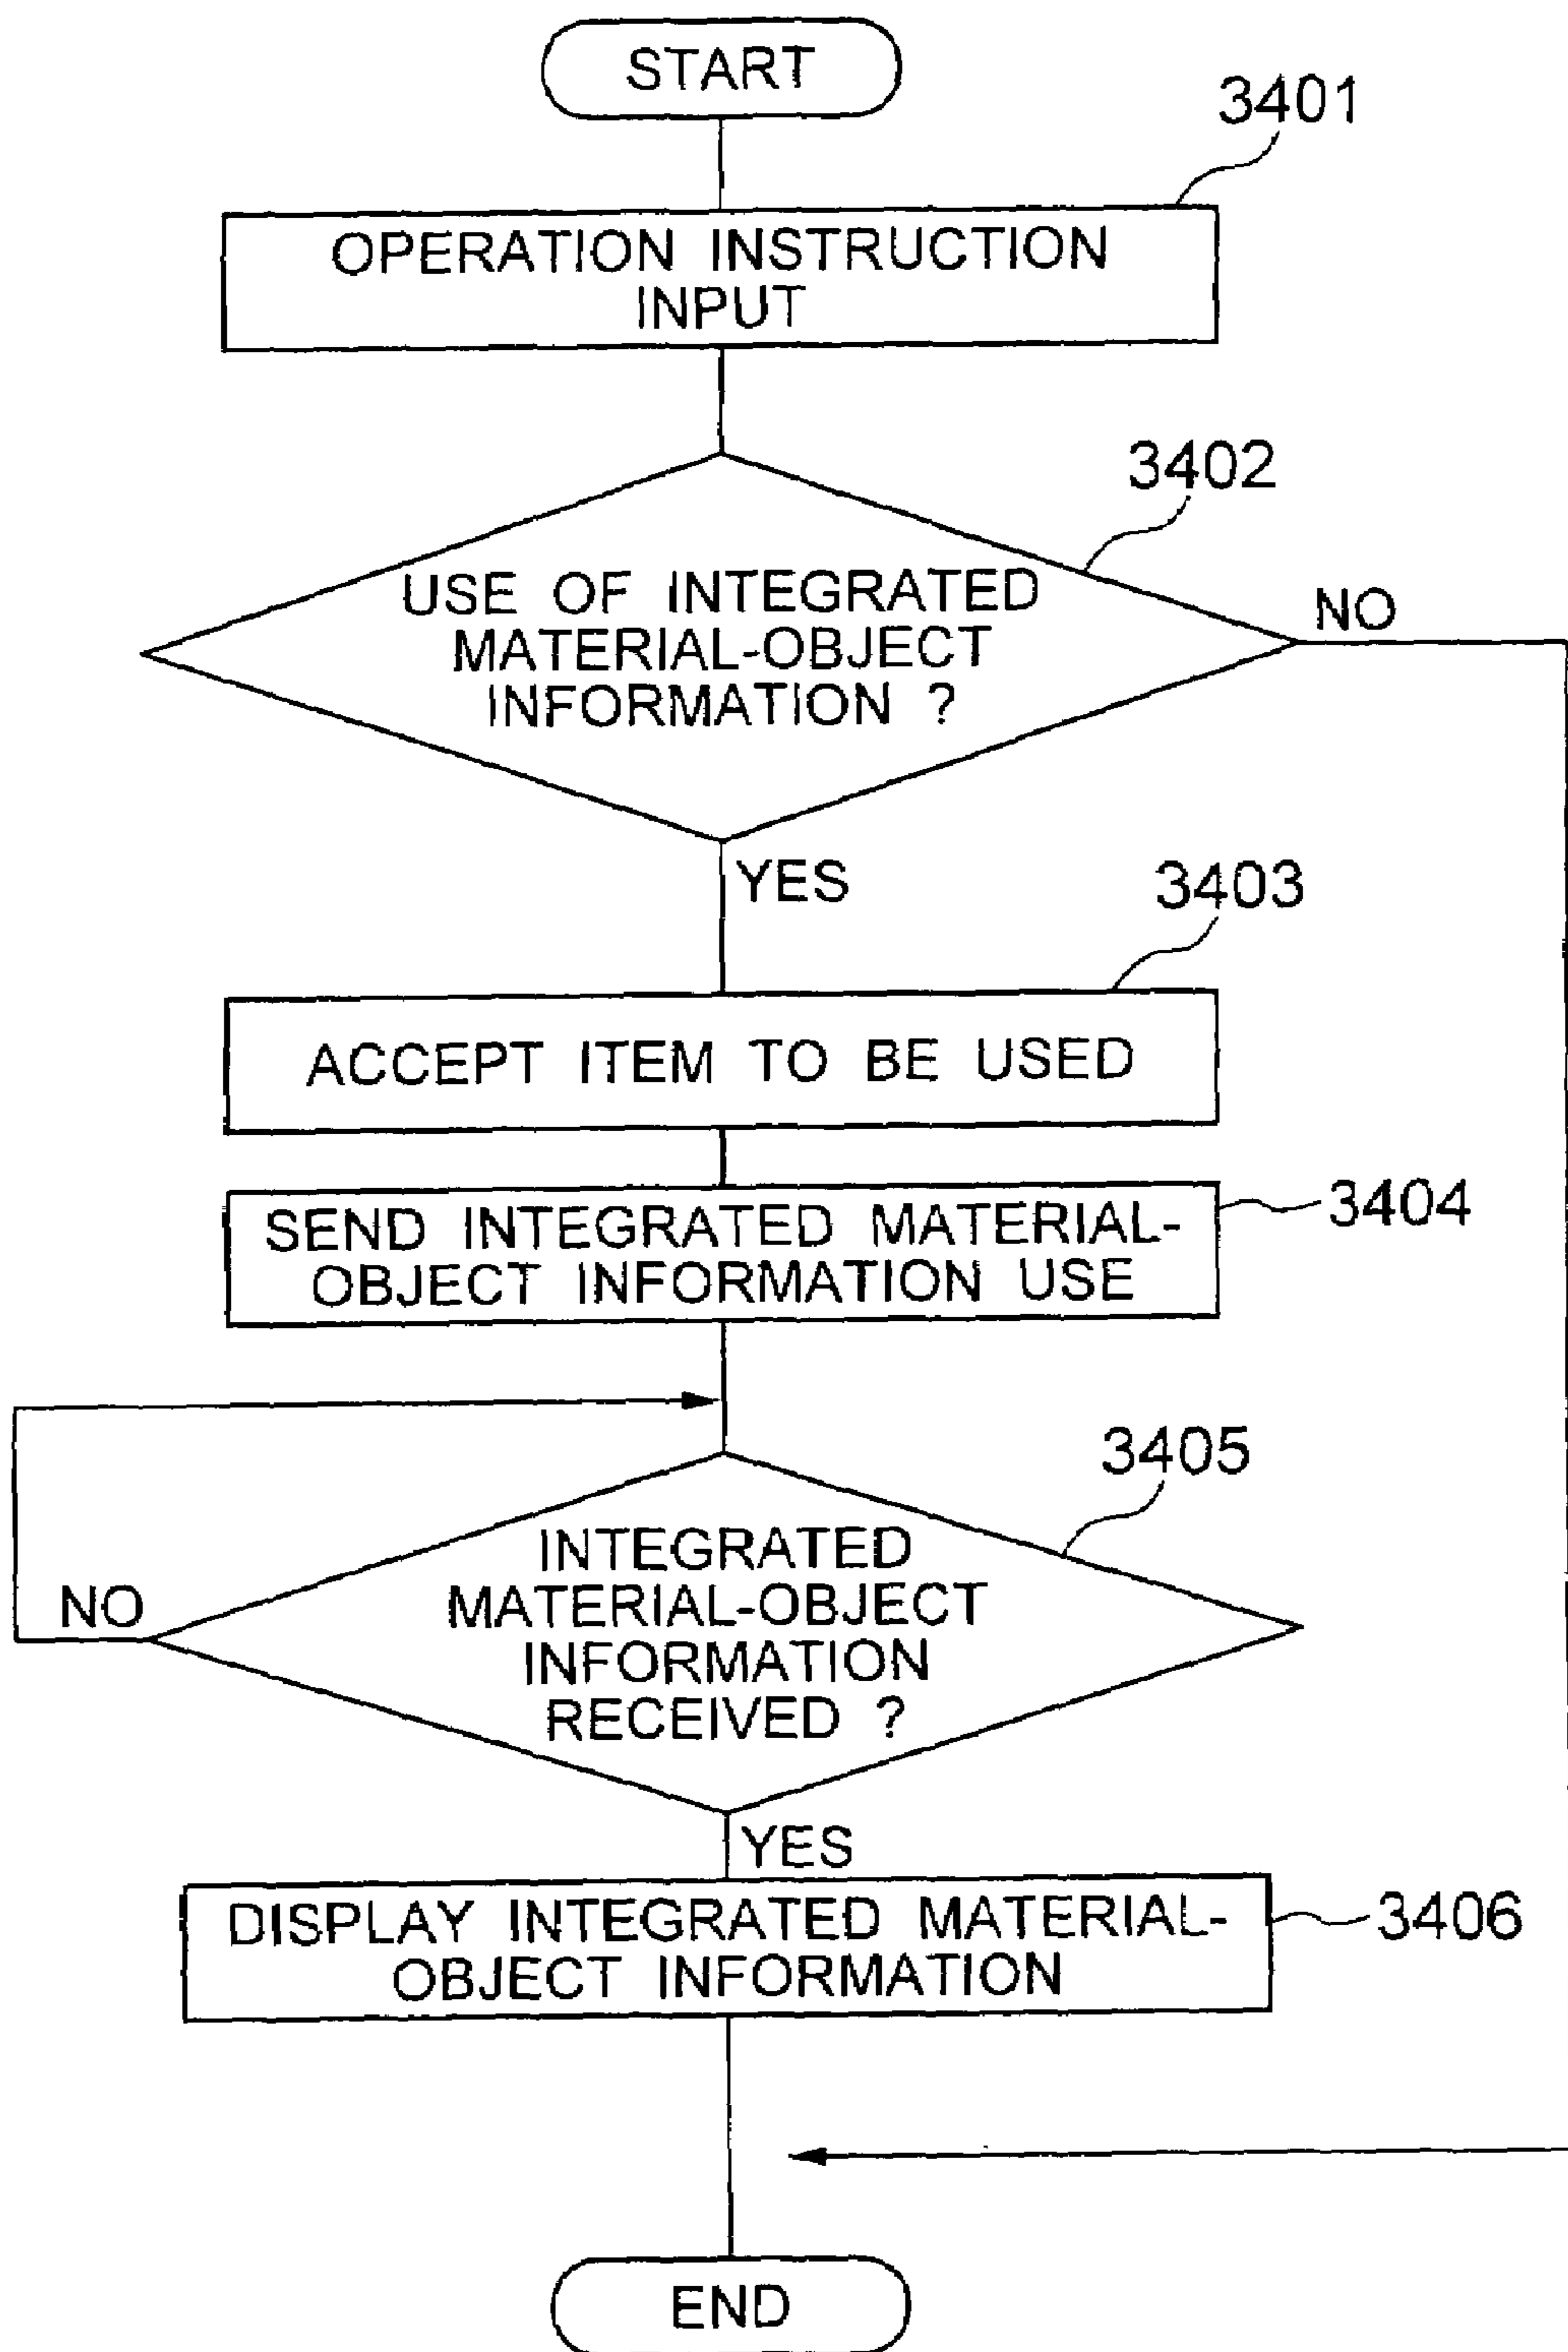 START
3401
OPERATION INSTRUCTION
INPUT
3402
USE OF INTEGRATED
MATERIAL-OBJECT
INFORMATION ?
NO
YES
3403
ACCEPT ITEM TO BE USED
3404
SEND INTEGRATED MATERIAL-
OBJECT INFORMATION USE
3405
INTEGRATED
MATERIAL-OBJECT
INFORMATION
RECEIVED ?
NO
YES
DISPLAY INTEGRATED MATERIAL-
OBJECT INFORMATION
3406
END